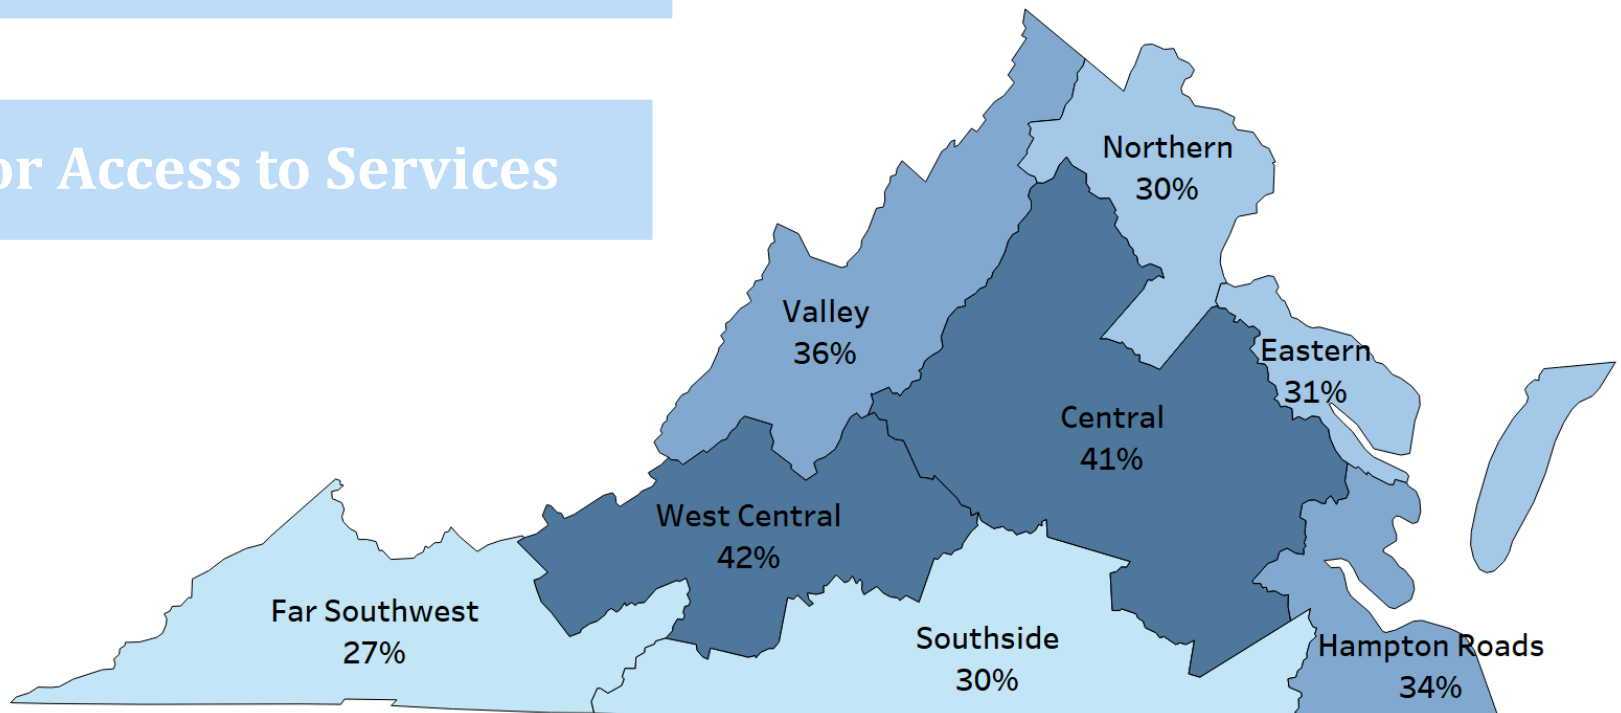 or Access to Services
Northern
30%
Valley
36%
Eastern
31%
Central
41%
West Central
42%
Far Southwest
27%
Southside
30%
Hampton Roads
34%